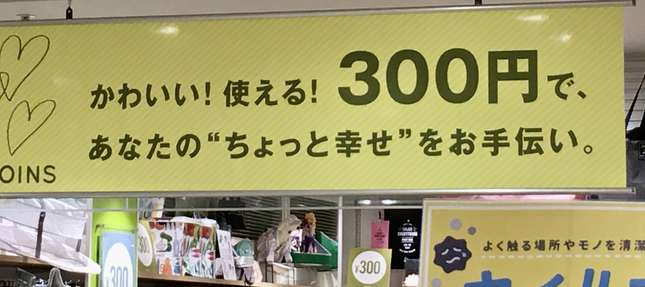 かわいい！使える！300円で、
あなたの“ちょっと幸せ”をお手伝い。
OINS
よく触る場所やモノを清潔
¥300
¥300